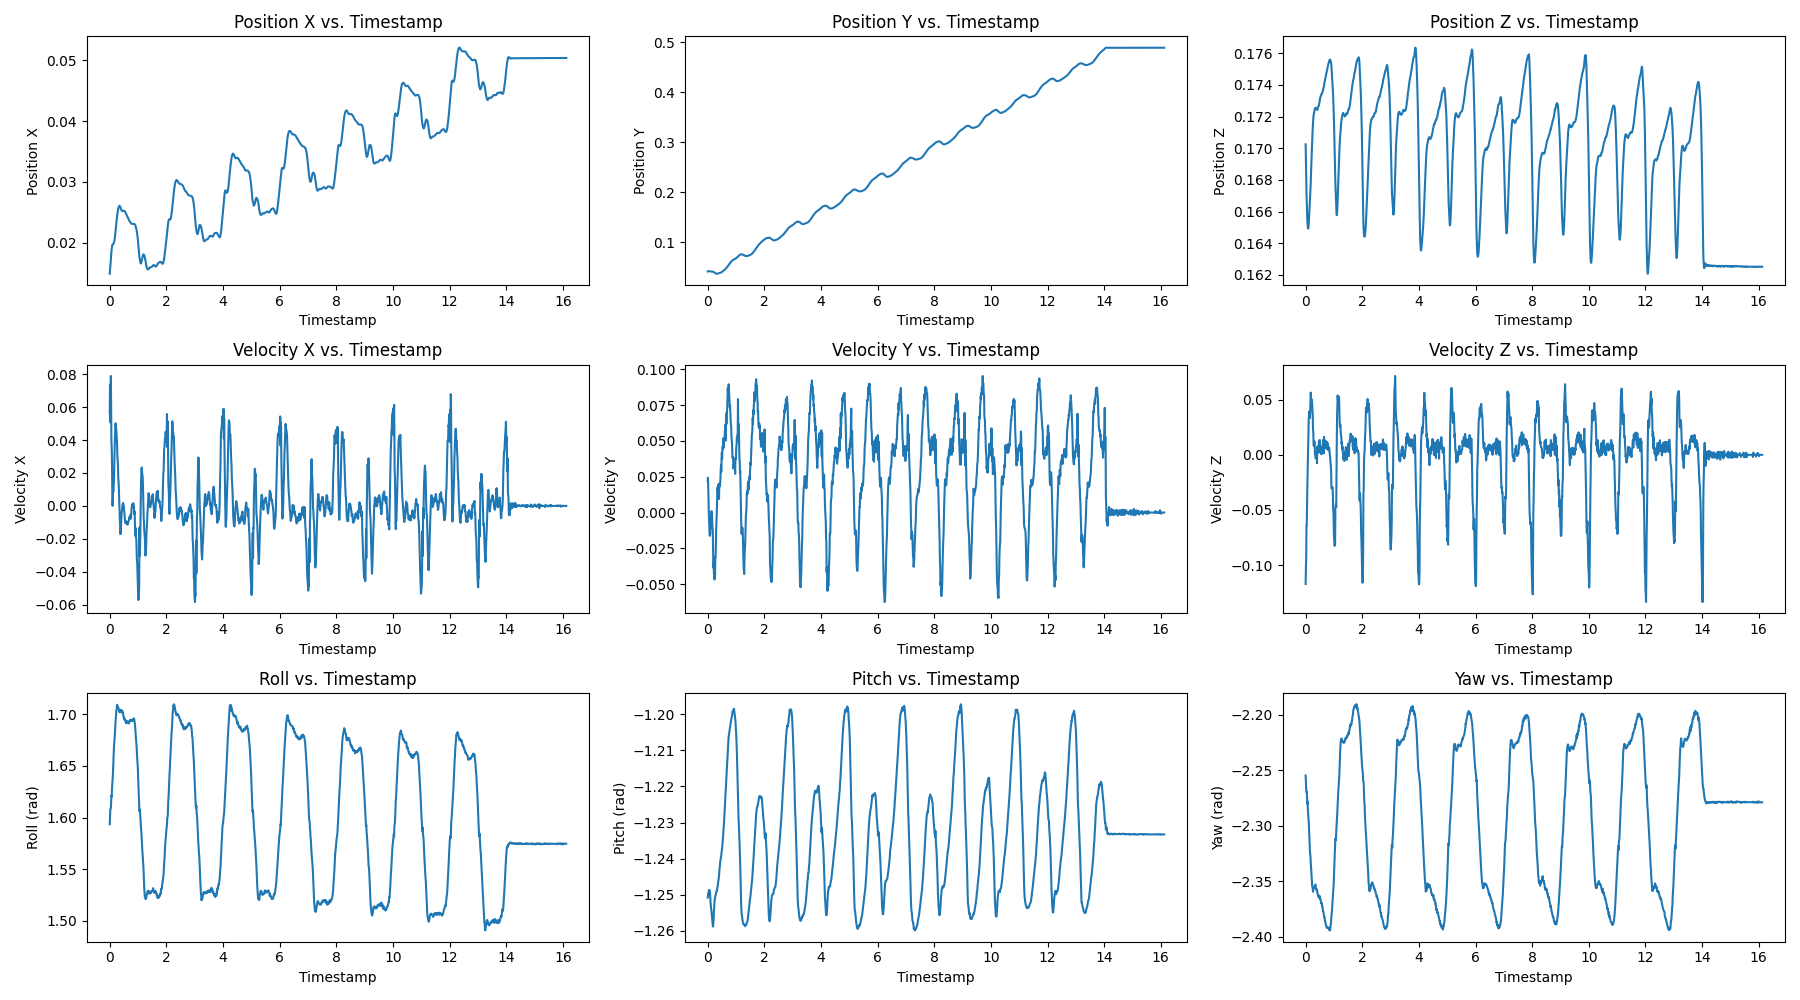 Position X vs. Timestamp
Position X
0.05
0.04
0.03
0.02
0 2 4 6 8 10 12 14 16
Timestamp
Position Y vs. Timestamp
Position Y
0.5
0.4
0.3
0.2
0.1
0 2 4 6 8 10 12 14 16
Timestamp
Position Z vs. Timestamp
Position Z
0.176
0.174
0.172
0.170
0.168
0.166
0.164
0.162
0 2 4 6 8 10 12 14 16
Timestamp
Velocity X vs. Timestamp
Velocity X
0.08
0.06
0.04
0.02
0.00
−0.02
−0.04
−0.06
0 2 4 6 8 10 12 14 16
Timestamp
Velocity Y vs. Timestamp
Velocity Y
0.100
0.075
0.050
0.025
0.000
−0.025
−0.050
0 2 4 6 8 10 12 14 16
Timestamp
Velocity Z vs. Timestamp
Velocity Z
0.05
0.00
−0.05
−0.10
0 2 4 6 8 10 12 14 16
Timestamp
Roll vs. Timestamp
Roll (rad)
1.70
1.65
1.60
1.55
1.50
0 2 4 6 8 10 12 14 16
Timestamp
Pitch vs. Timestamp
Pitch (rad)
−1.20
−1.21
−1.22
−1.23
−1.24
−1.25
−1.26
0 2 4 6 8 10 12 14 16
Timestamp
Yaw vs. Timestamp
Yaw (rad)
−2.20
−2.25
−2.30
−2.35
−2.40
0 2 4 6 8 10 12 14 16
Timestamp